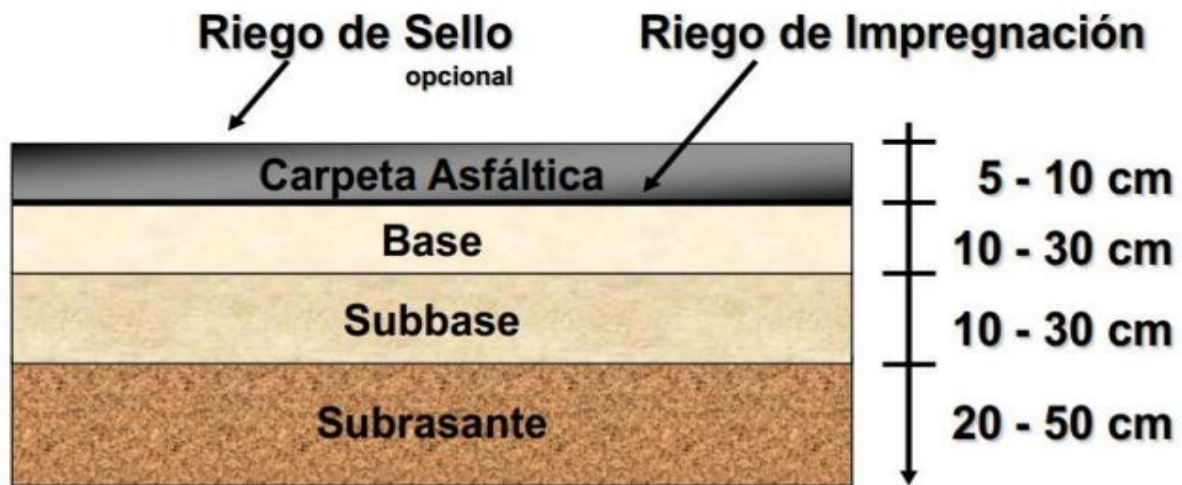 Riego de Sello
opcional
Riego de Impregnación
Carpeta Asfáltica
5 - 10 cm
Base
10 - 30 cm
Subbase
10 - 30 cm
Subrasante
20 - 50 cm